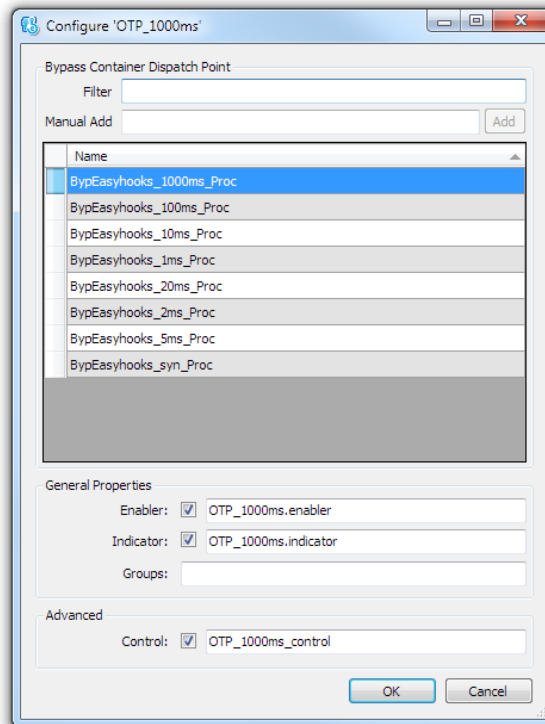 Configure 'OTP_1000ms'
Bypass Container Dispatch Point
Filter
Manual Add Add
Name
BypEasyhooks_1000ms_Proc
BypEasyhooks_100ms_Proc
BypEasyhooks_10ms_Proc
BypEasyhooks_1ms_Proc
BypEasyhooks_20ms_Proc
BypEasyhooks_2ms_Proc
BypEasyhooks_5ms_Proc
BypEasyhooks_syn_Proc
General Properties
Enabler: OTP_1000ms.enabler
Indicator: OTP_1000ms.indicator
Groups:
Advanced
Control: OTP_1000ms_control
OK Cancel